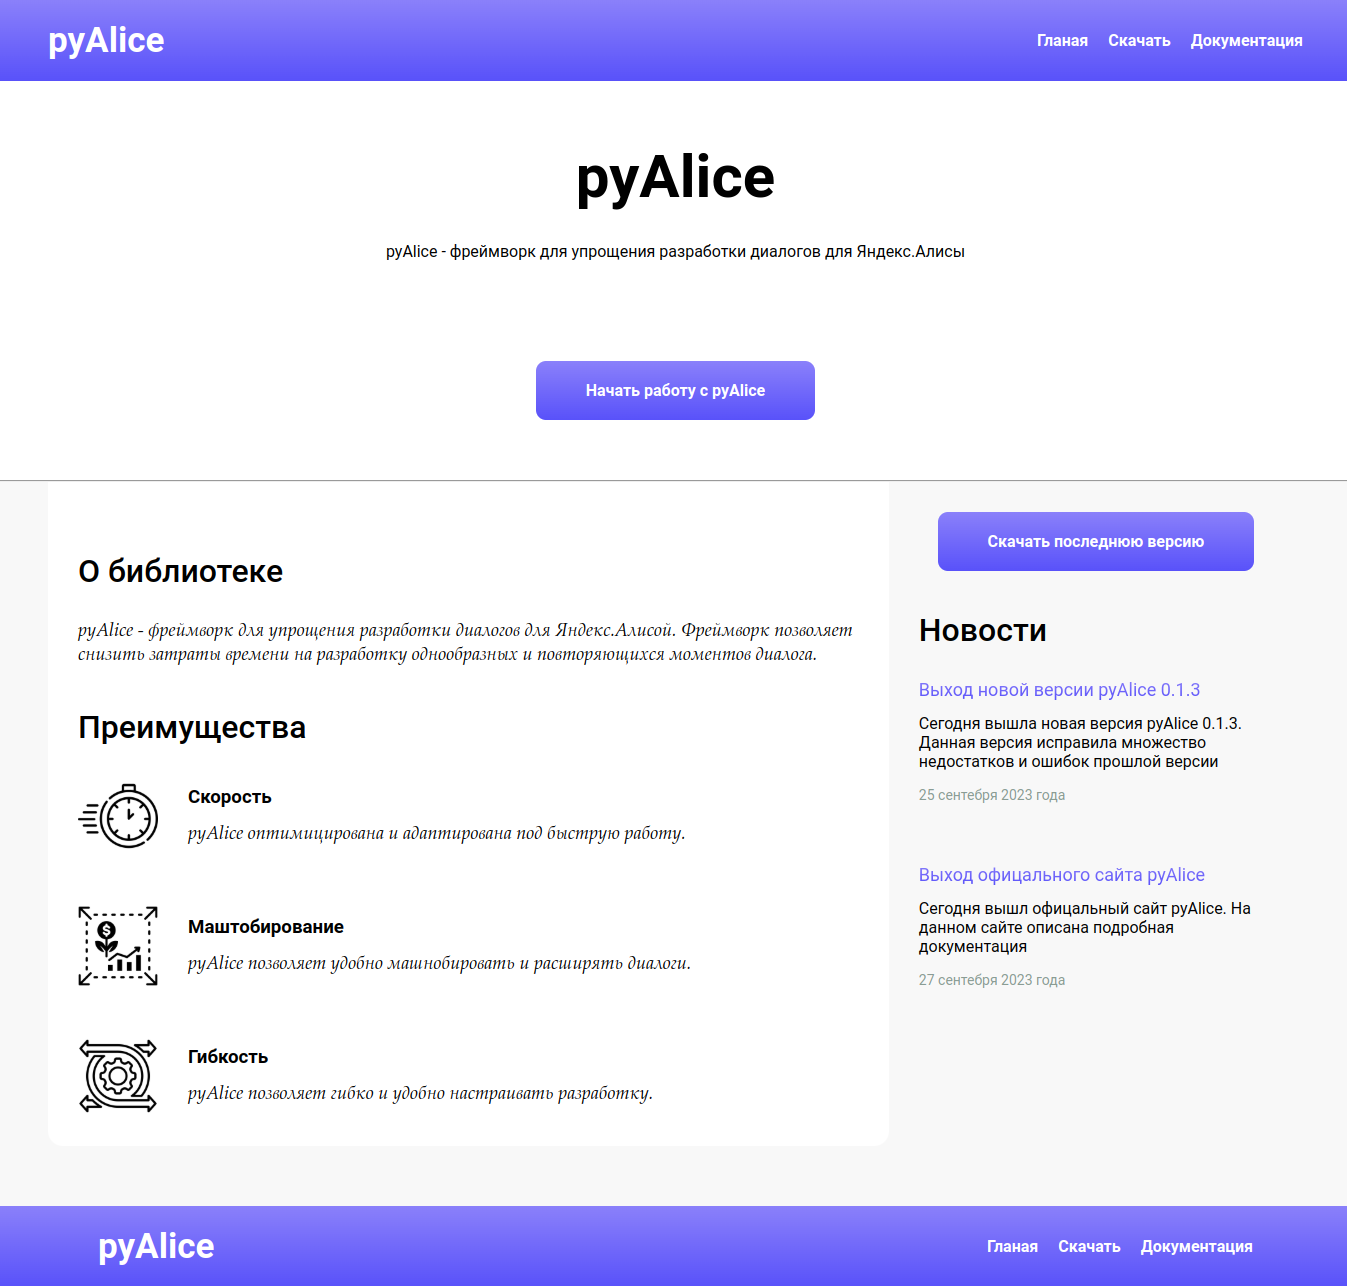 pyAlice
Гланая Скачать Документация
pyAlice
pyAlice - фреймворк для упрощения разработки диалогов для Яндекс.Алисы
Начать работу с pyAlice
О библиотеке
pyAlice - фреймворк для упрощения разработки диалогов для Яндекс.Алисой. Фреймворк позволяет
снизить затраты времени на разработку однообразных и повторяющихся моментов диалога.
Преимущества
Скорость
pyAlice оптимицирована и адаптирована под быструю работу.
Маштобирование
pyAlice позволяет удобно машнобировать и расширять диалоги.
Гибкость
pyAlice позволяет гибко и удобно настраивать разработку.
Скачать последнюю версию
Новости
Выход новой версии pyAlice 0.1.3
Сегодня вышла новая версия pyAlice 0.1.3.
Данная версия исправила множество
недостатков и ошибок прошлой версии
25 сентебря 2023 года
Выход офицального сайта pyAlice
Сегодня вышл офицальный сайт pyAlice. На
данном сайте описана подробная
документация
27 сентебря 2023 года
pyAlice
Гланая Скачать Документация